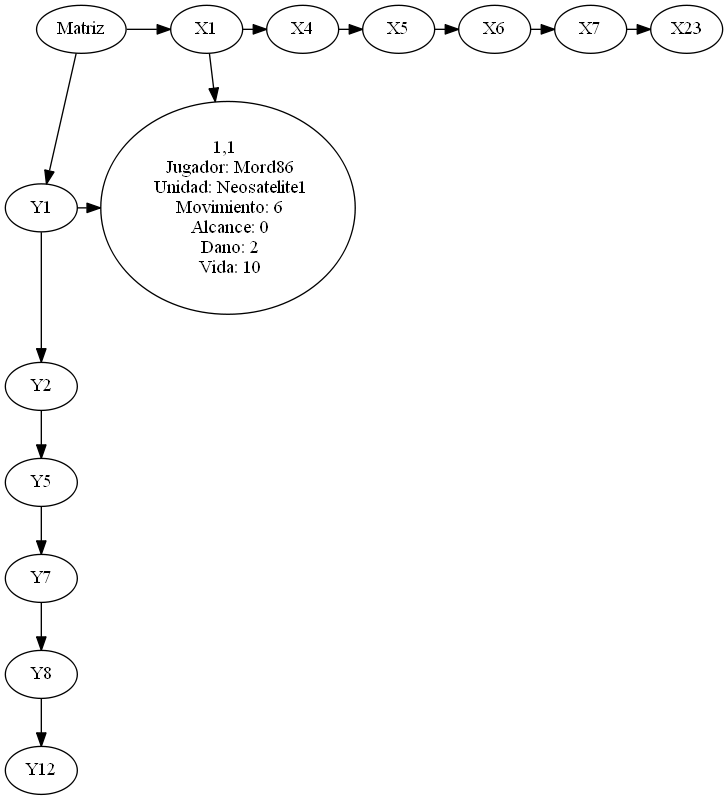 Matriz
X1
X4
X5
X6
X7
X23
1,1
Jugador: Mord86
Unidad: Neosatelite1
Movimiento: 6
Alcance: 0
Dano: 2
Vida: 10
Y1
Y2
Y5
Y7
Y8
Y12